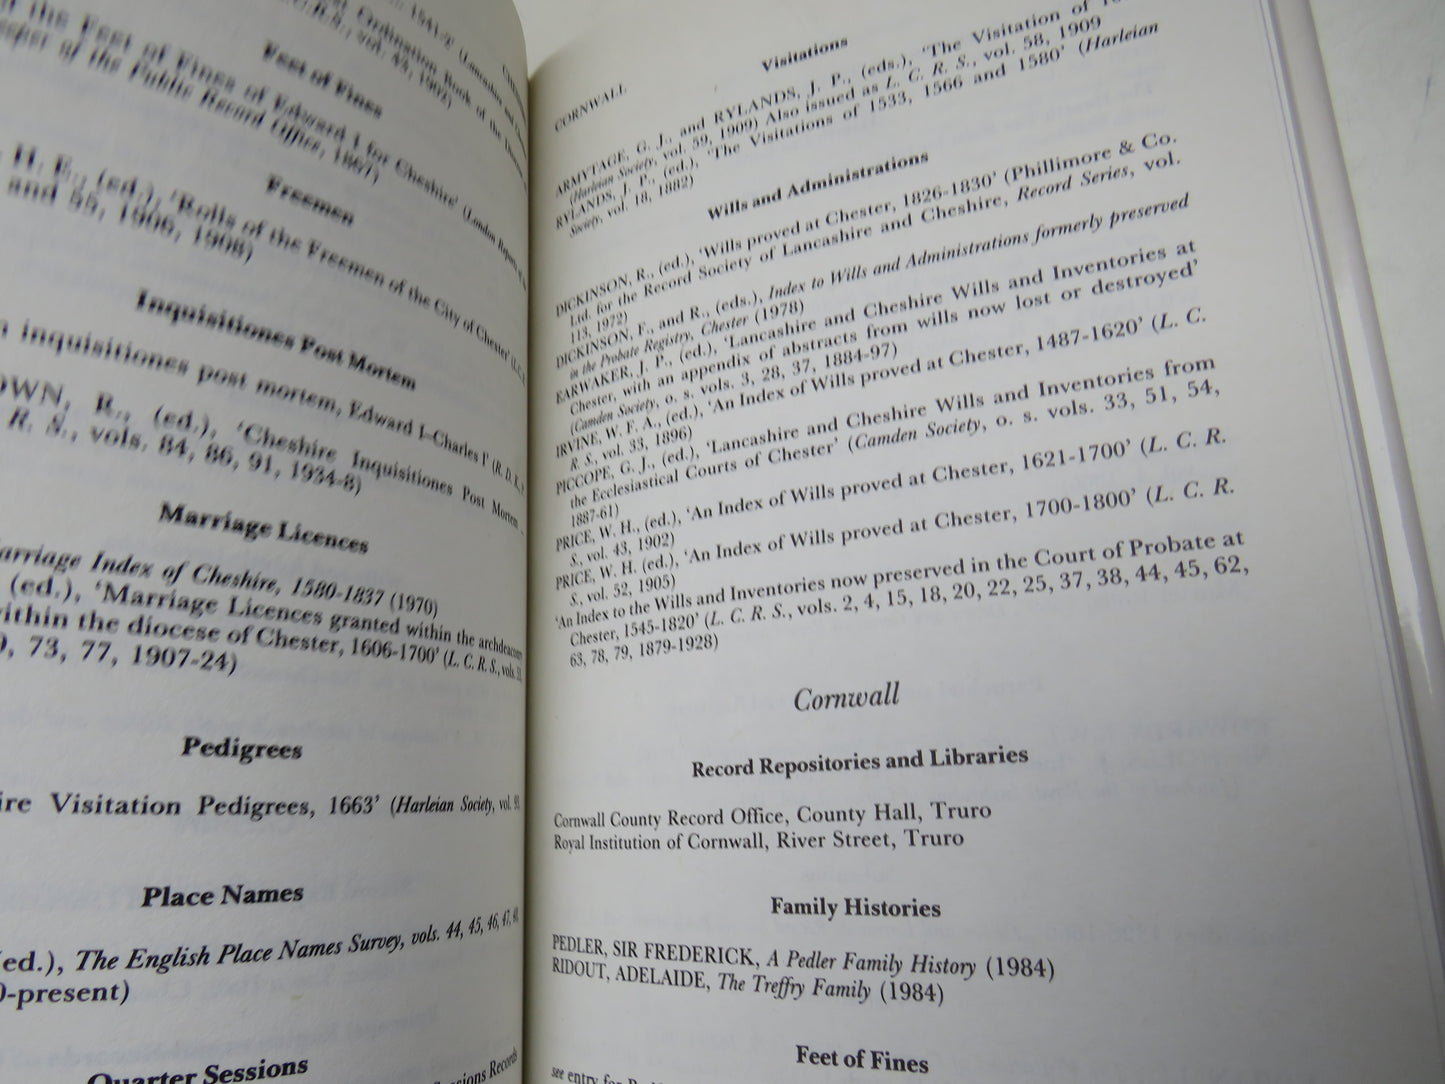 1541-7 (Lancashire and
Ordination Book of the
C. R. S., vol. 43, 1902)
Feet of Fines
the Feet of Fines of Edward I for Cheshire' (London
Keeper of the Public Record Office, 1867)
Freemen
H. E., (ed.), 'Rolls of the Freemen of the City of Chester' (L.C.
and 55, 1906, 1908)
Inquisitiones Post Mortem
inquisitiones post mortem, Edward I–Charles I' (R. D. K.,
OWN, R., (ed.), 'Cheshire Inquisitiones Post Mortem
R. S., vols. 84, 86, 91, 1934-8)
Marriage Licences
arriage Index of Cheshire, 1580-1837 (1970)
(ed.), 'Marriage Licences granted within the archdeaconry
within the diocese of Chester, 1606-1700' (L. C. R. S., vols.
73, 77, 1907-24)
Pedigrees
ire Visitation Pedigrees, 1663' (Harleian Society, vol. 93
Place Names
ed.), The English Place Names Survey, vols. 44, 45, 46, 47, 48,
0-present)
Quarter Sessions
Sessions Records
CORNWALL
Visitations
ARMYTAGE, G. J., and RYLANDS, J. P., (eds.), 'The Visitation of
(Harleian Society, vol. 59, 1909) Also issued as L. C. R. S., vol. 58, 1909
RYLANDS, J. P., (ed.), 'The Visitations of 1533, 1566 and 1580' (Harleian
Society, vol. 18, 1882)
Wills and Administrations
DICKINSON, R., (ed.), 'Wills proved at Chester, 1826-1830' (Phillimore & Co.
Ltd. for the Record Society of Lancashire and Cheshire, Record Series, vol.
113, 1972)
DICKINSON, F., and R., (eds.), Index to Wills and Administrations formerly preserved
in the Probate Registry, Chester (1978)
EARWAKER, J. P., (ed.), 'Lancashire and Cheshire Wills and Inventories at
Chester, with an appendix of abstracts from wills now lost or destroyed'
(Camden Society, o. s. vols. 3, 28, 37, 1884-97)
IRVINE, W. F. A., (ed.), 'An Index of Wills proved at Chester, 1487-1620' (L. C.
R. S., vol. 33, 1896)
PICCOPE, G. J., (ed.), 'Lancashire and Cheshire Wills and Inventories from
the Ecclesiastical Courts of Chester' (Camden Society, o. s. vols. 33, 51, 54,
1887-61)
PRICE, W. H., (ed.), 'An Index of Wills proved at Chester, 1621-1700' (L. C. R.
S., vol. 43, 1902)
PRICE, W. H. (ed.), 'An Index of Wills proved at Chester, 1700-1800' (L. C. R.
S., vol. 52, 1905)
'An Index to the Wills and Inventories now preserved in the Court of Probate at
Chester, 1545-1820' (L. C. R. S., vols. 2, 4, 15, 18, 20, 22, 25, 37, 38, 44, 45, 62,
63, 78, 79, 1879-1928)
Cornwall
Record Repositories and Libraries
Cornwall County Record Office, County Hall, Truro
Royal Institution of Cornwall, River Street, Truro
Family Histories
PEDLER, SIR FREDERICK, A Pedler Family History (1984)
RIDOUT, ADELAIDE, The Treffry Family (1984)
Feet of Fines
see entry for